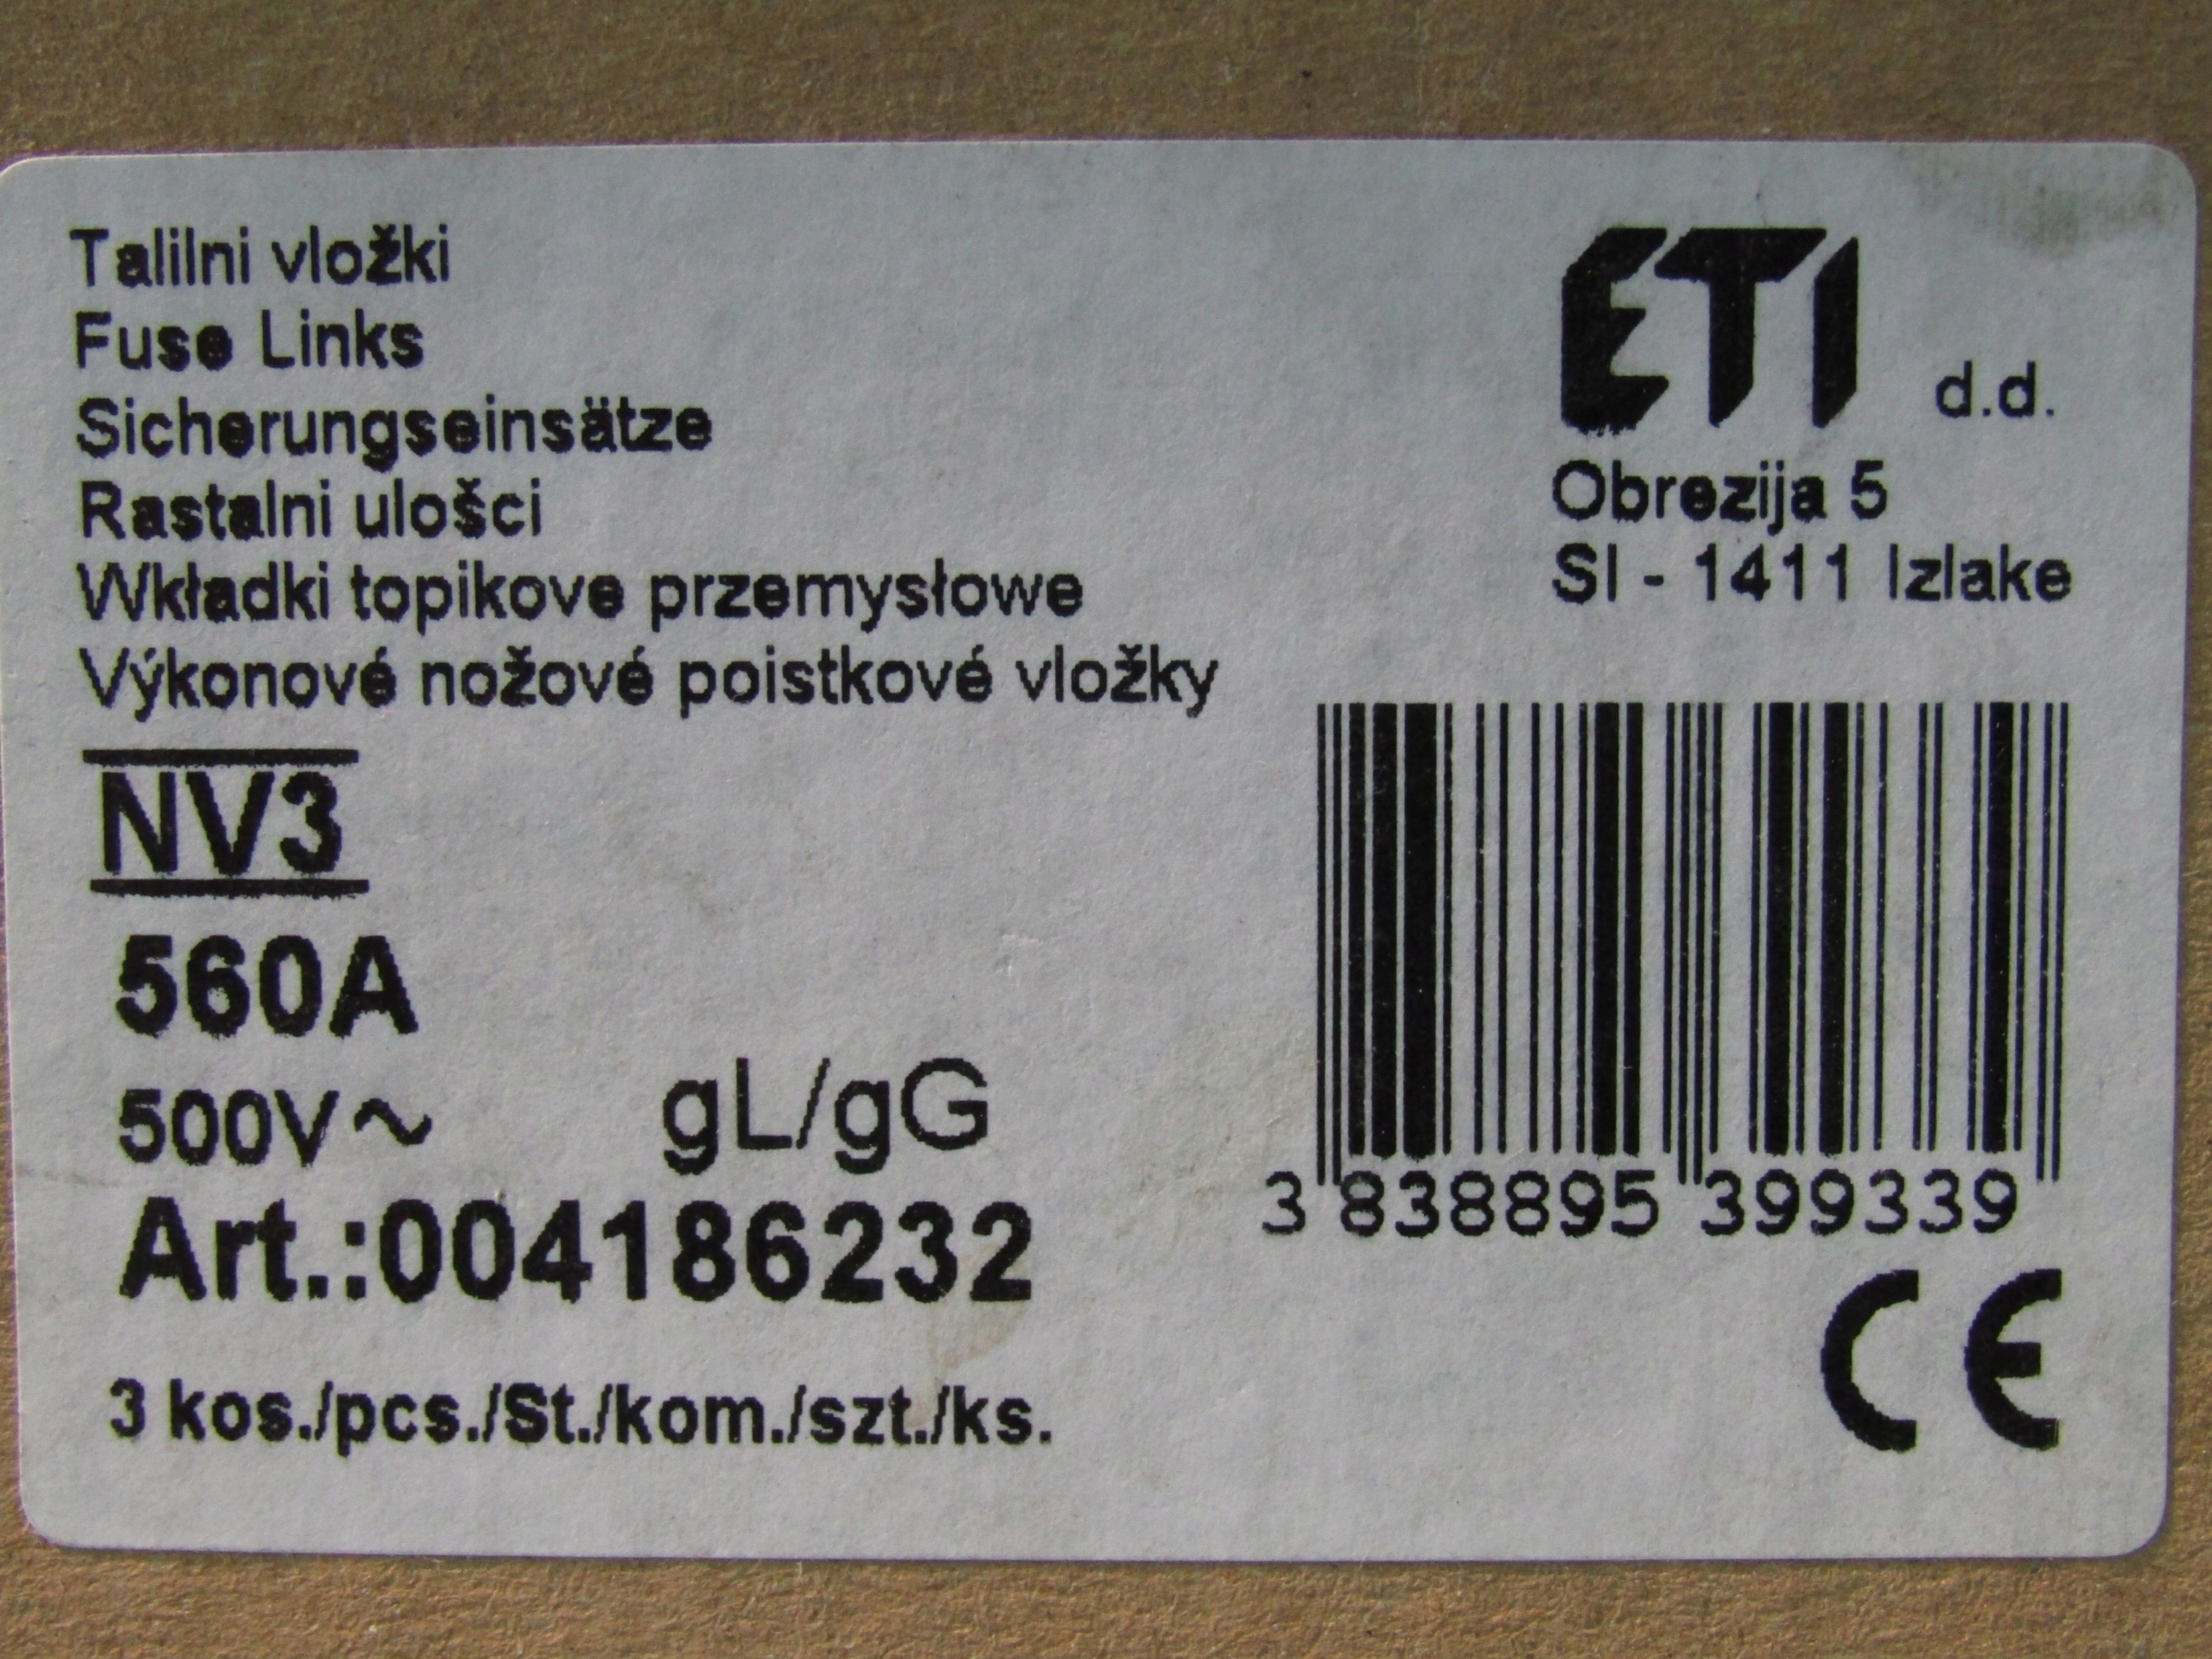 Talilni vložki
Fuse Links
Sicherungseinsätze
Rastalni ulošci
Wkładki topikove przemysłowe
Výkonové nožové poistkové vložky
NV3
560A
500V~ gL/gG
Art.:004186232
3 kos./pcs./St./kom./szt./ks.
ETI d.d.
Obrezija 5
SI - 1411 Izlake
3 838895 399339
CE